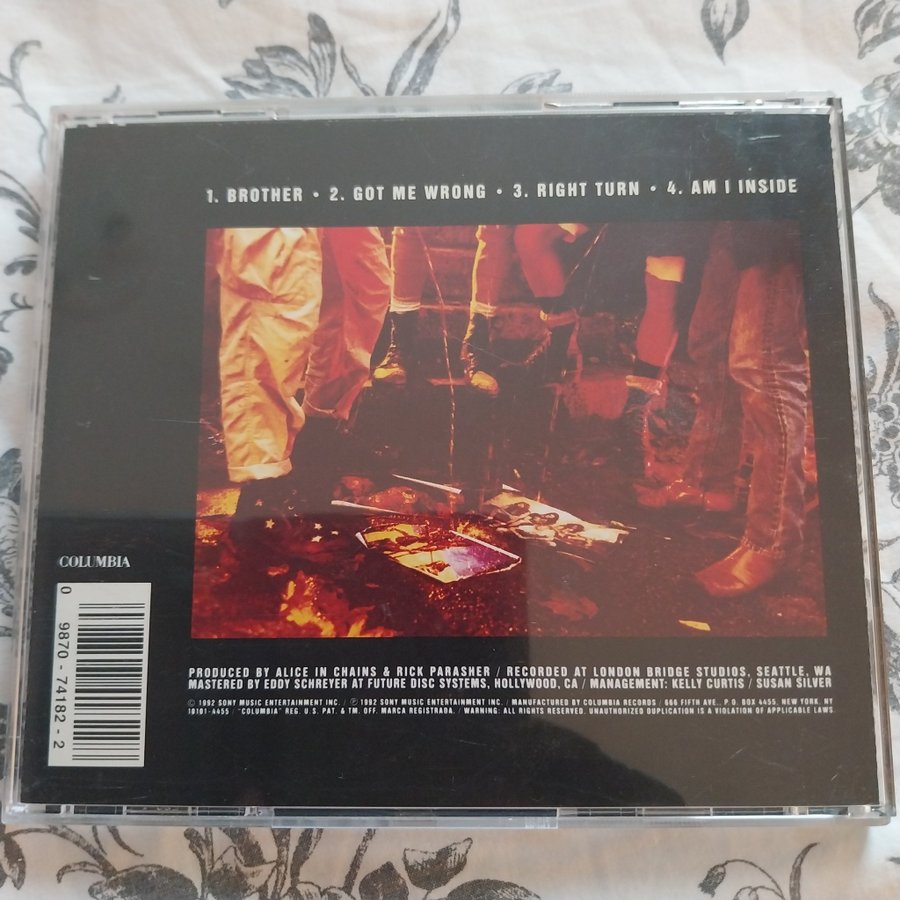 1. BROTHER • 2. GOT ME WRONG • 3. RIGHT TURN • 4. AM I INSIDE
COLUMBIA
0 9870-74182-2
PRODUCED BY ALICE IN CHAINS & RICK PARASHER / RECORDED AT LONDON BRIDGE STUDIOS, SEATTLE, WA
MASTERED BY EDDY SCHREYER AT FUTURE DISC SYSTEMS, HOLLYWOOD, CA / MANAGEMENT: KELLY CURTIS / SUSAN SILVER
© 1992 SONY MUSIC ENTERTAINMENT INC. / ℗ 1992 SONY MUSIC ENTERTAINMENT INC. / MANUFACTURED BY COLUMBIA RECORDS / 666 FIFTH AVE., P.O. BOX 4455, NEW YORK, NY
10101-4455 / "COLUMBIA" REG. U.S. PAT. & TM. OFF. MARCA REGISTRADA. / WARNING: ALL RIGHTS RESERVED. UNAUTHORIZED DUPLICATION IS A VIOLATION OF APPLICABLE LAWS.